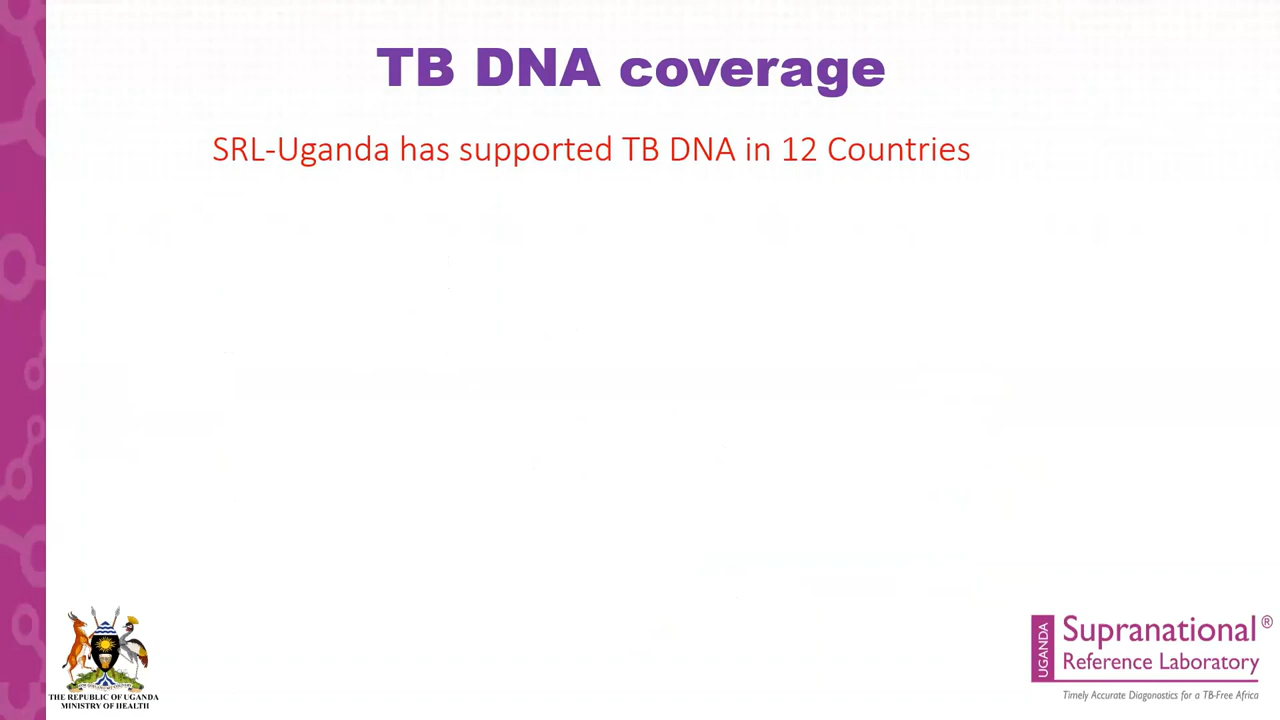 TB DNA coverage
SRL-Uganda has supported TB DNA in 12 Countries
THE REPUBLIC OF UGANDA
MINISTRY OF HEALTH
UGANDA
Supranational®
Reference Laboratory
Timely Accurate Diagonostics for a TB-Free Africa